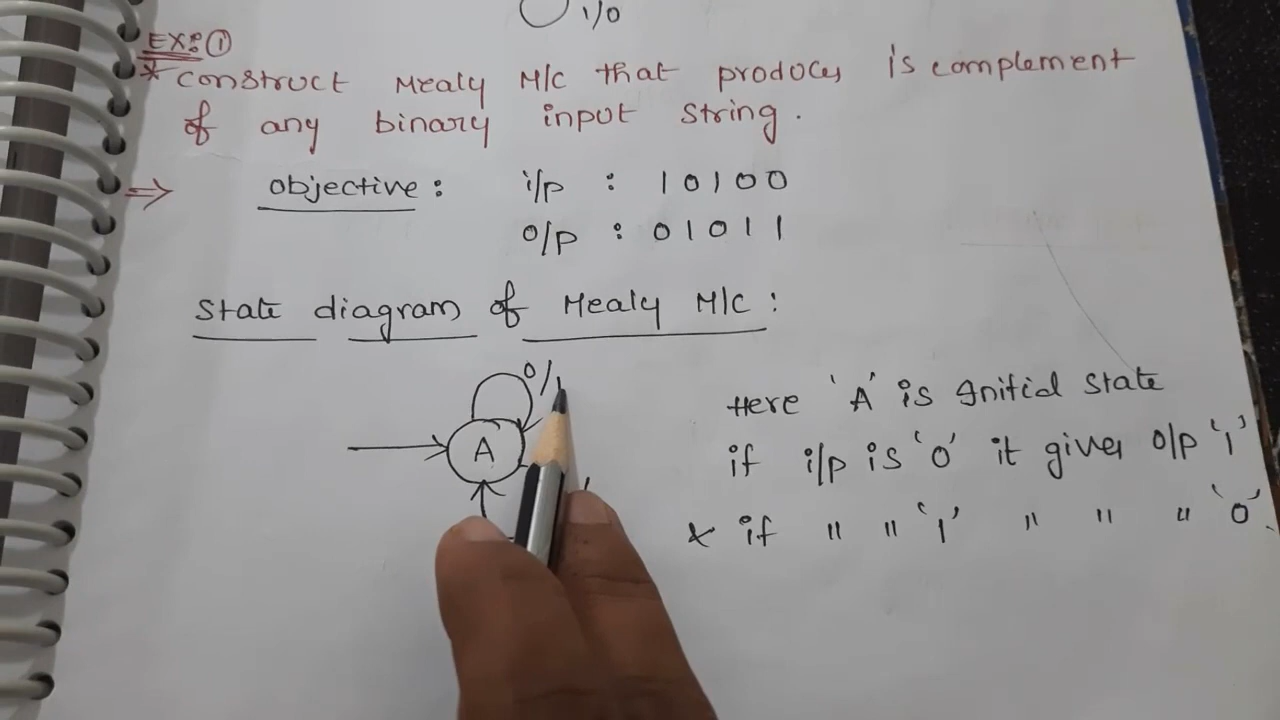 1/0
EX:①
* construct Mealy M/C that produces 1s complement
of any binary input string.
⇒ objective: i/p : 10100
o/p : 01011
State diagram of Mealy M/C:
0/1
A
Here 'A' is Initial state
if i/p is '0' it gives o/p '1'
* if " " '1' " " " '0'.